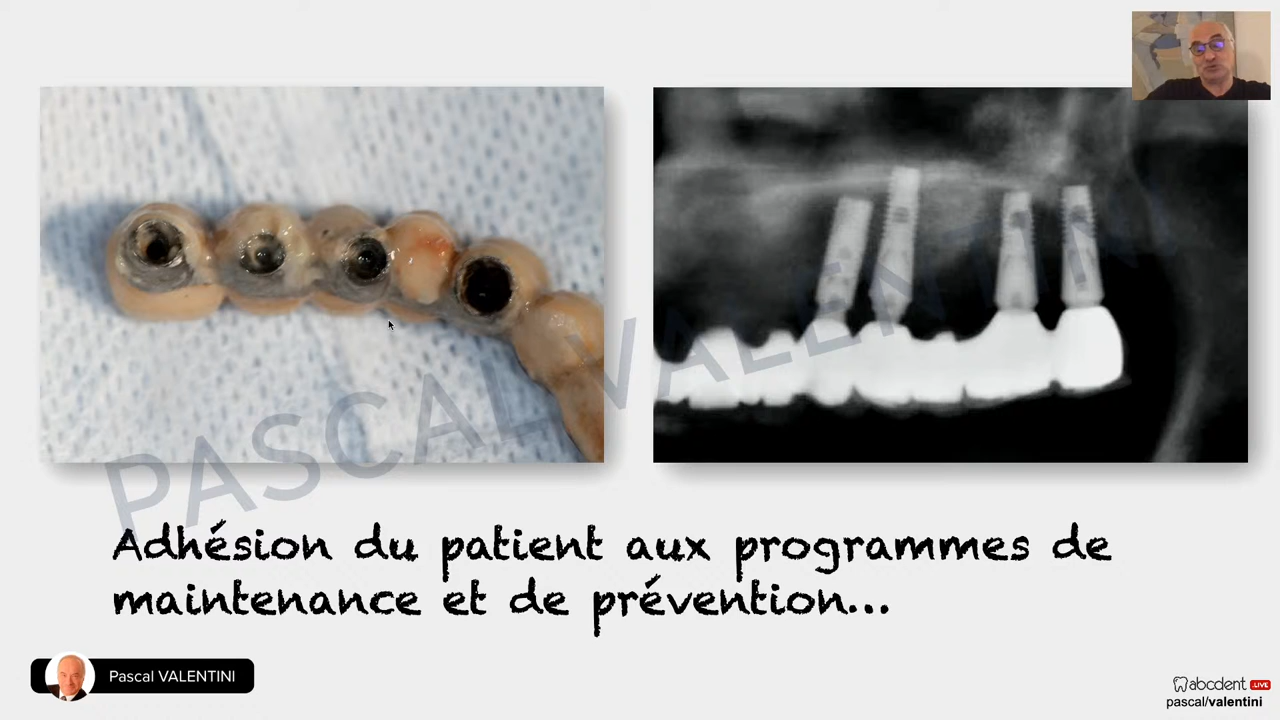 PASCAL VALENTINI
Adhésion du patient aux programmes de
maintenance et de prévention...
Pascal VALENTINI
abcdent LIVE
pascal/valentini